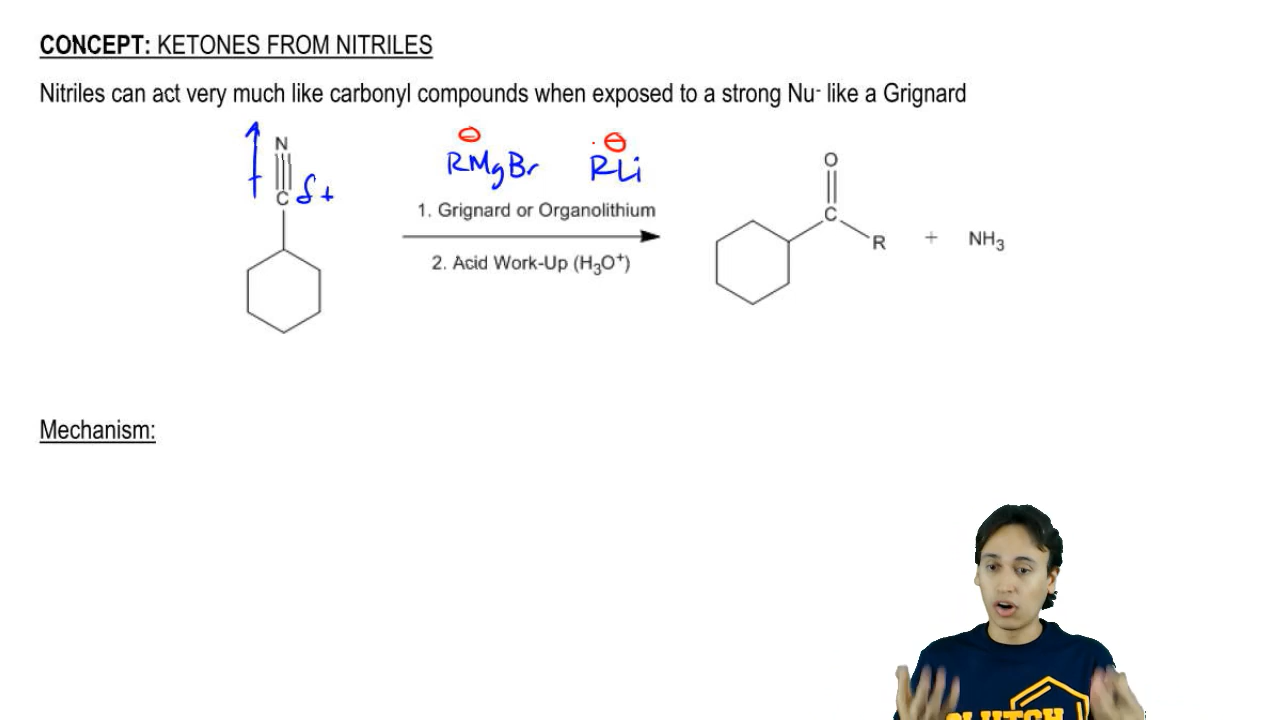 CONCEPT: KETONES FROM NITRILES
Nitriles can act very much like carbonyl compounds when exposed to a strong Nu⁻ like a Grignard
N
C δ+
RMgBr RLi
⊖ ⊖
1. Grignard or Organolithium
2. Acid Work-Up (H₃O⁺)
O
C
R + NH₃
Mechanism:
CLUTCH